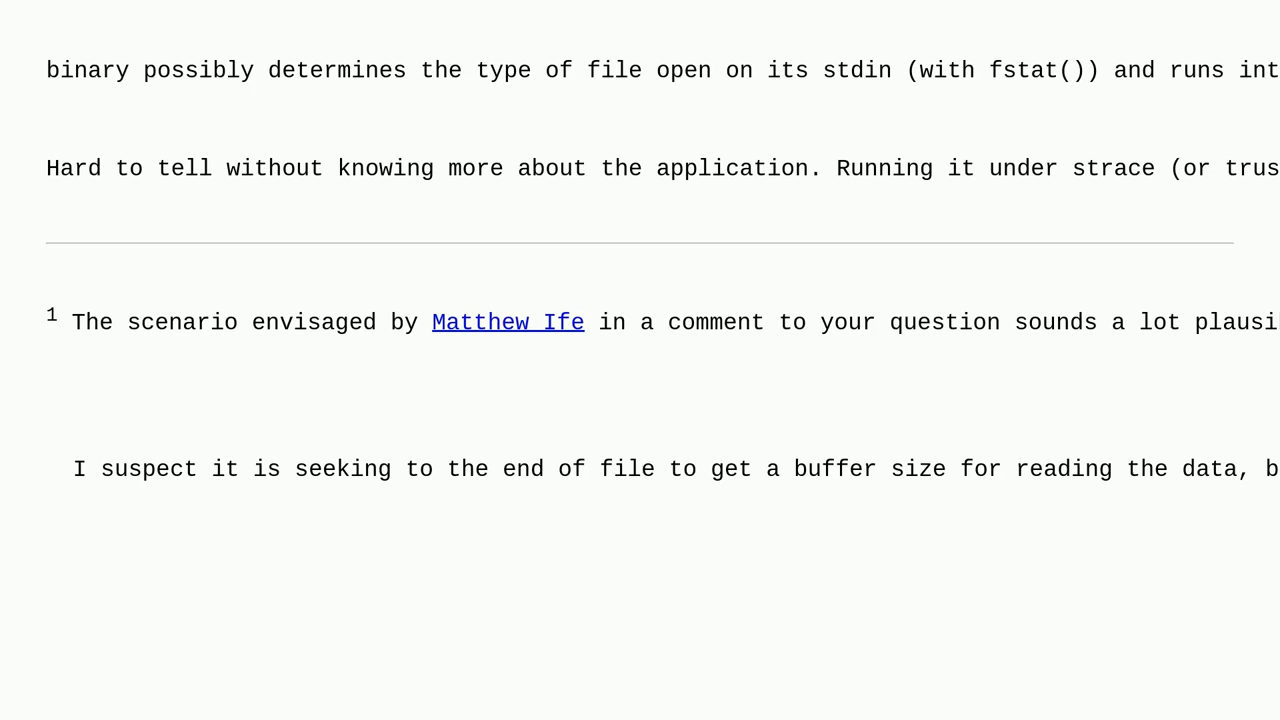 binary possibly determines the type of file open on its stdin (with fstat()) and runs int
Hard to tell without knowing more about the application. Running it under strace (or trus
1 The scenario envisaged by Matthew Ife in a comment to your question sounds a lot plausi
I suspect it is seeking to the end of file to get a buffer size for reading the data, b